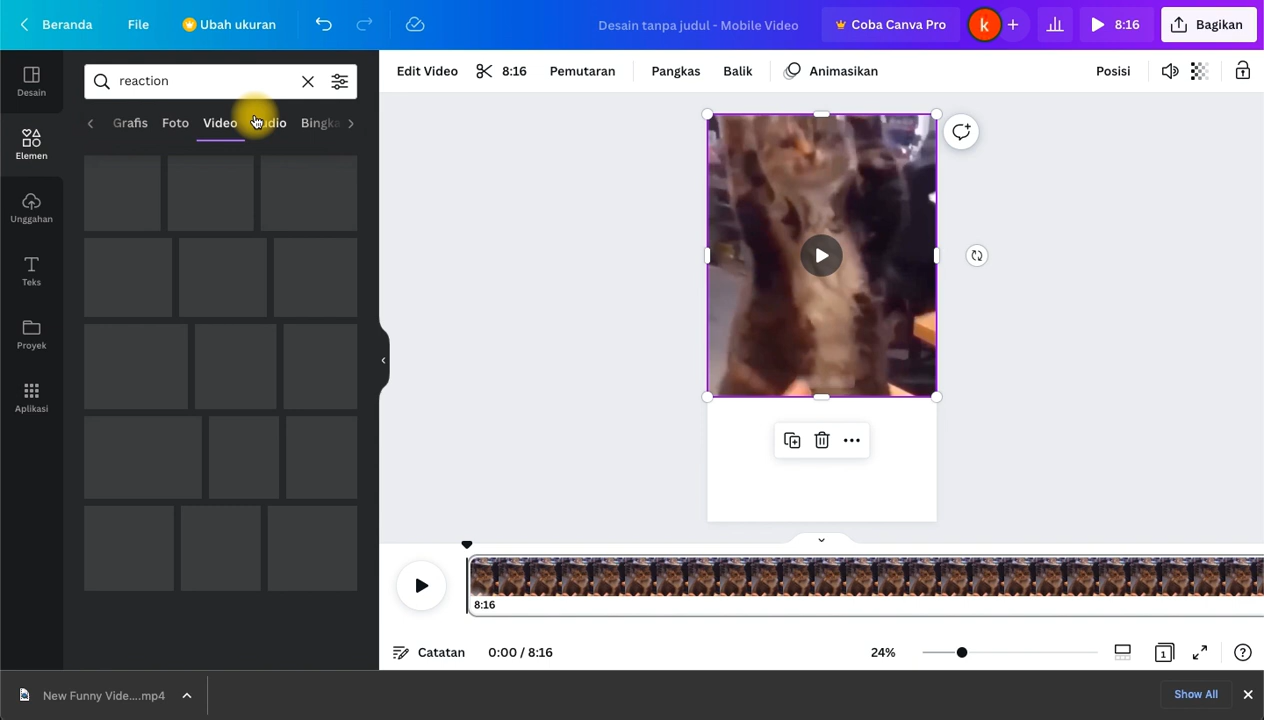 Beranda
File
Ubah ukuran
Desain tanpa judul - Mobile Video
Coba Canva Pro
k
+
8:16
Bagikan
Desain
Elemen
Unggahan
Teks
Proyek
Aplikasi
reaction
Grafis
Foto
Video
Edit Video
8:16
Pemutaran
Pangkas
Balik
Animasikan
Posisi
8:16
Catatan
0:00 / 8:16
24%
1
New Funny Vide....mp4
Show All